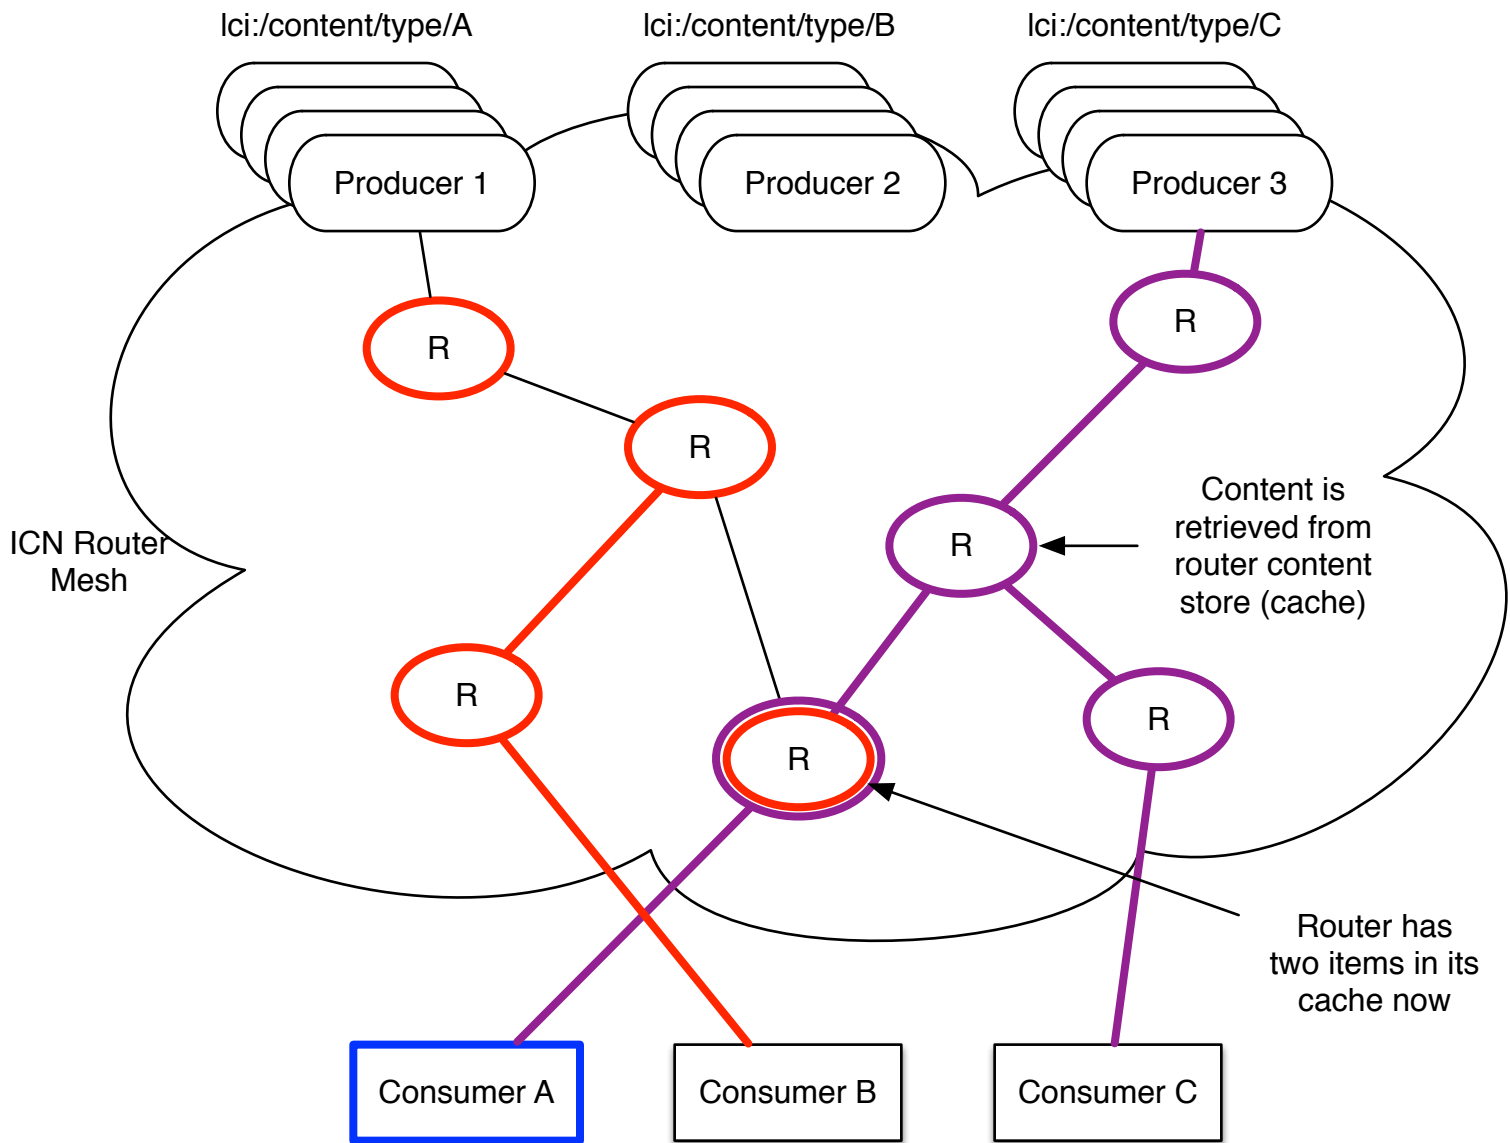 lci:/content/type/A
lci:/content/type/B
lci:/content/type/C
Producer 1
Producer 2
Producer 3
R
R
R
R
R
R
R
Content is
retrieved from
router content
store (cache)
ICN Router
Mesh
Router has
two items in its
cache now
Consumer A
Consumer B
Consumer C